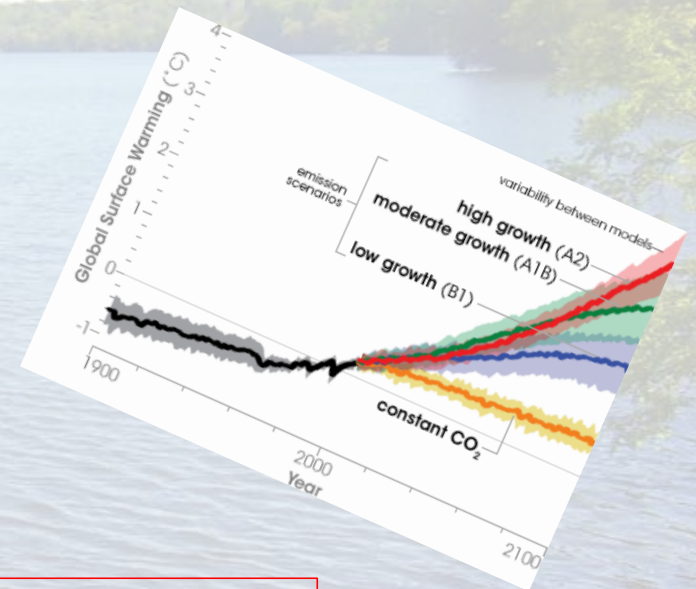 4
3
2
1
0
-1
Global Surface Warming (°C)
emission
scenarios
variability between models
high growth (A2)
moderate growth (A1B)
low growth (B1)
constant CO₂
1900
2000
2100
Year